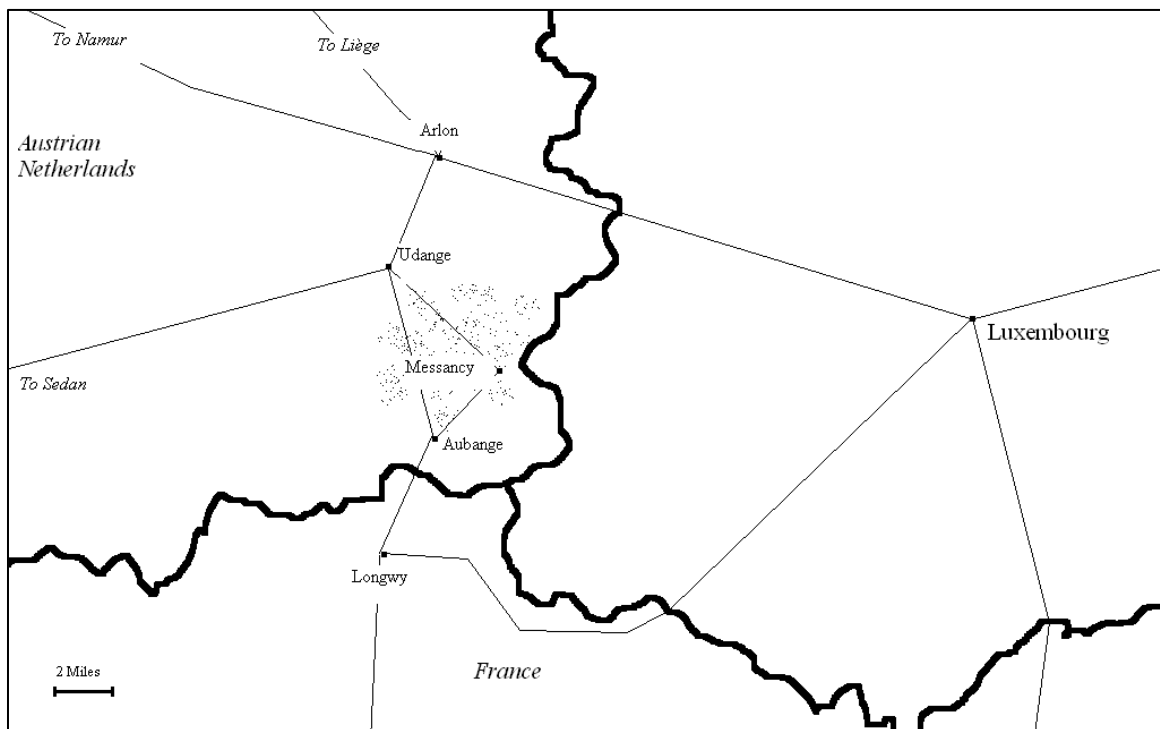 To Namur
To Liège
Arlon
Austrian
Netherlands
Udange
Luxembourg
Messancy
To Sedan
Aubange
Longwy
2 Miles
France